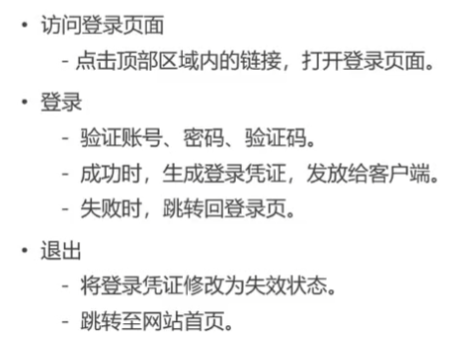 • 访问登录页面
- 点击顶部区域内的链接，打开登录页面。
• 登录
- 验证账号、密码、验证码。
- 成功时，生成登录凭证，发放给客户端。
- 失败时，跳转回登录页。
• 退出
- 将登录凭证修改为失效状态。
- 跳转至网站首页。